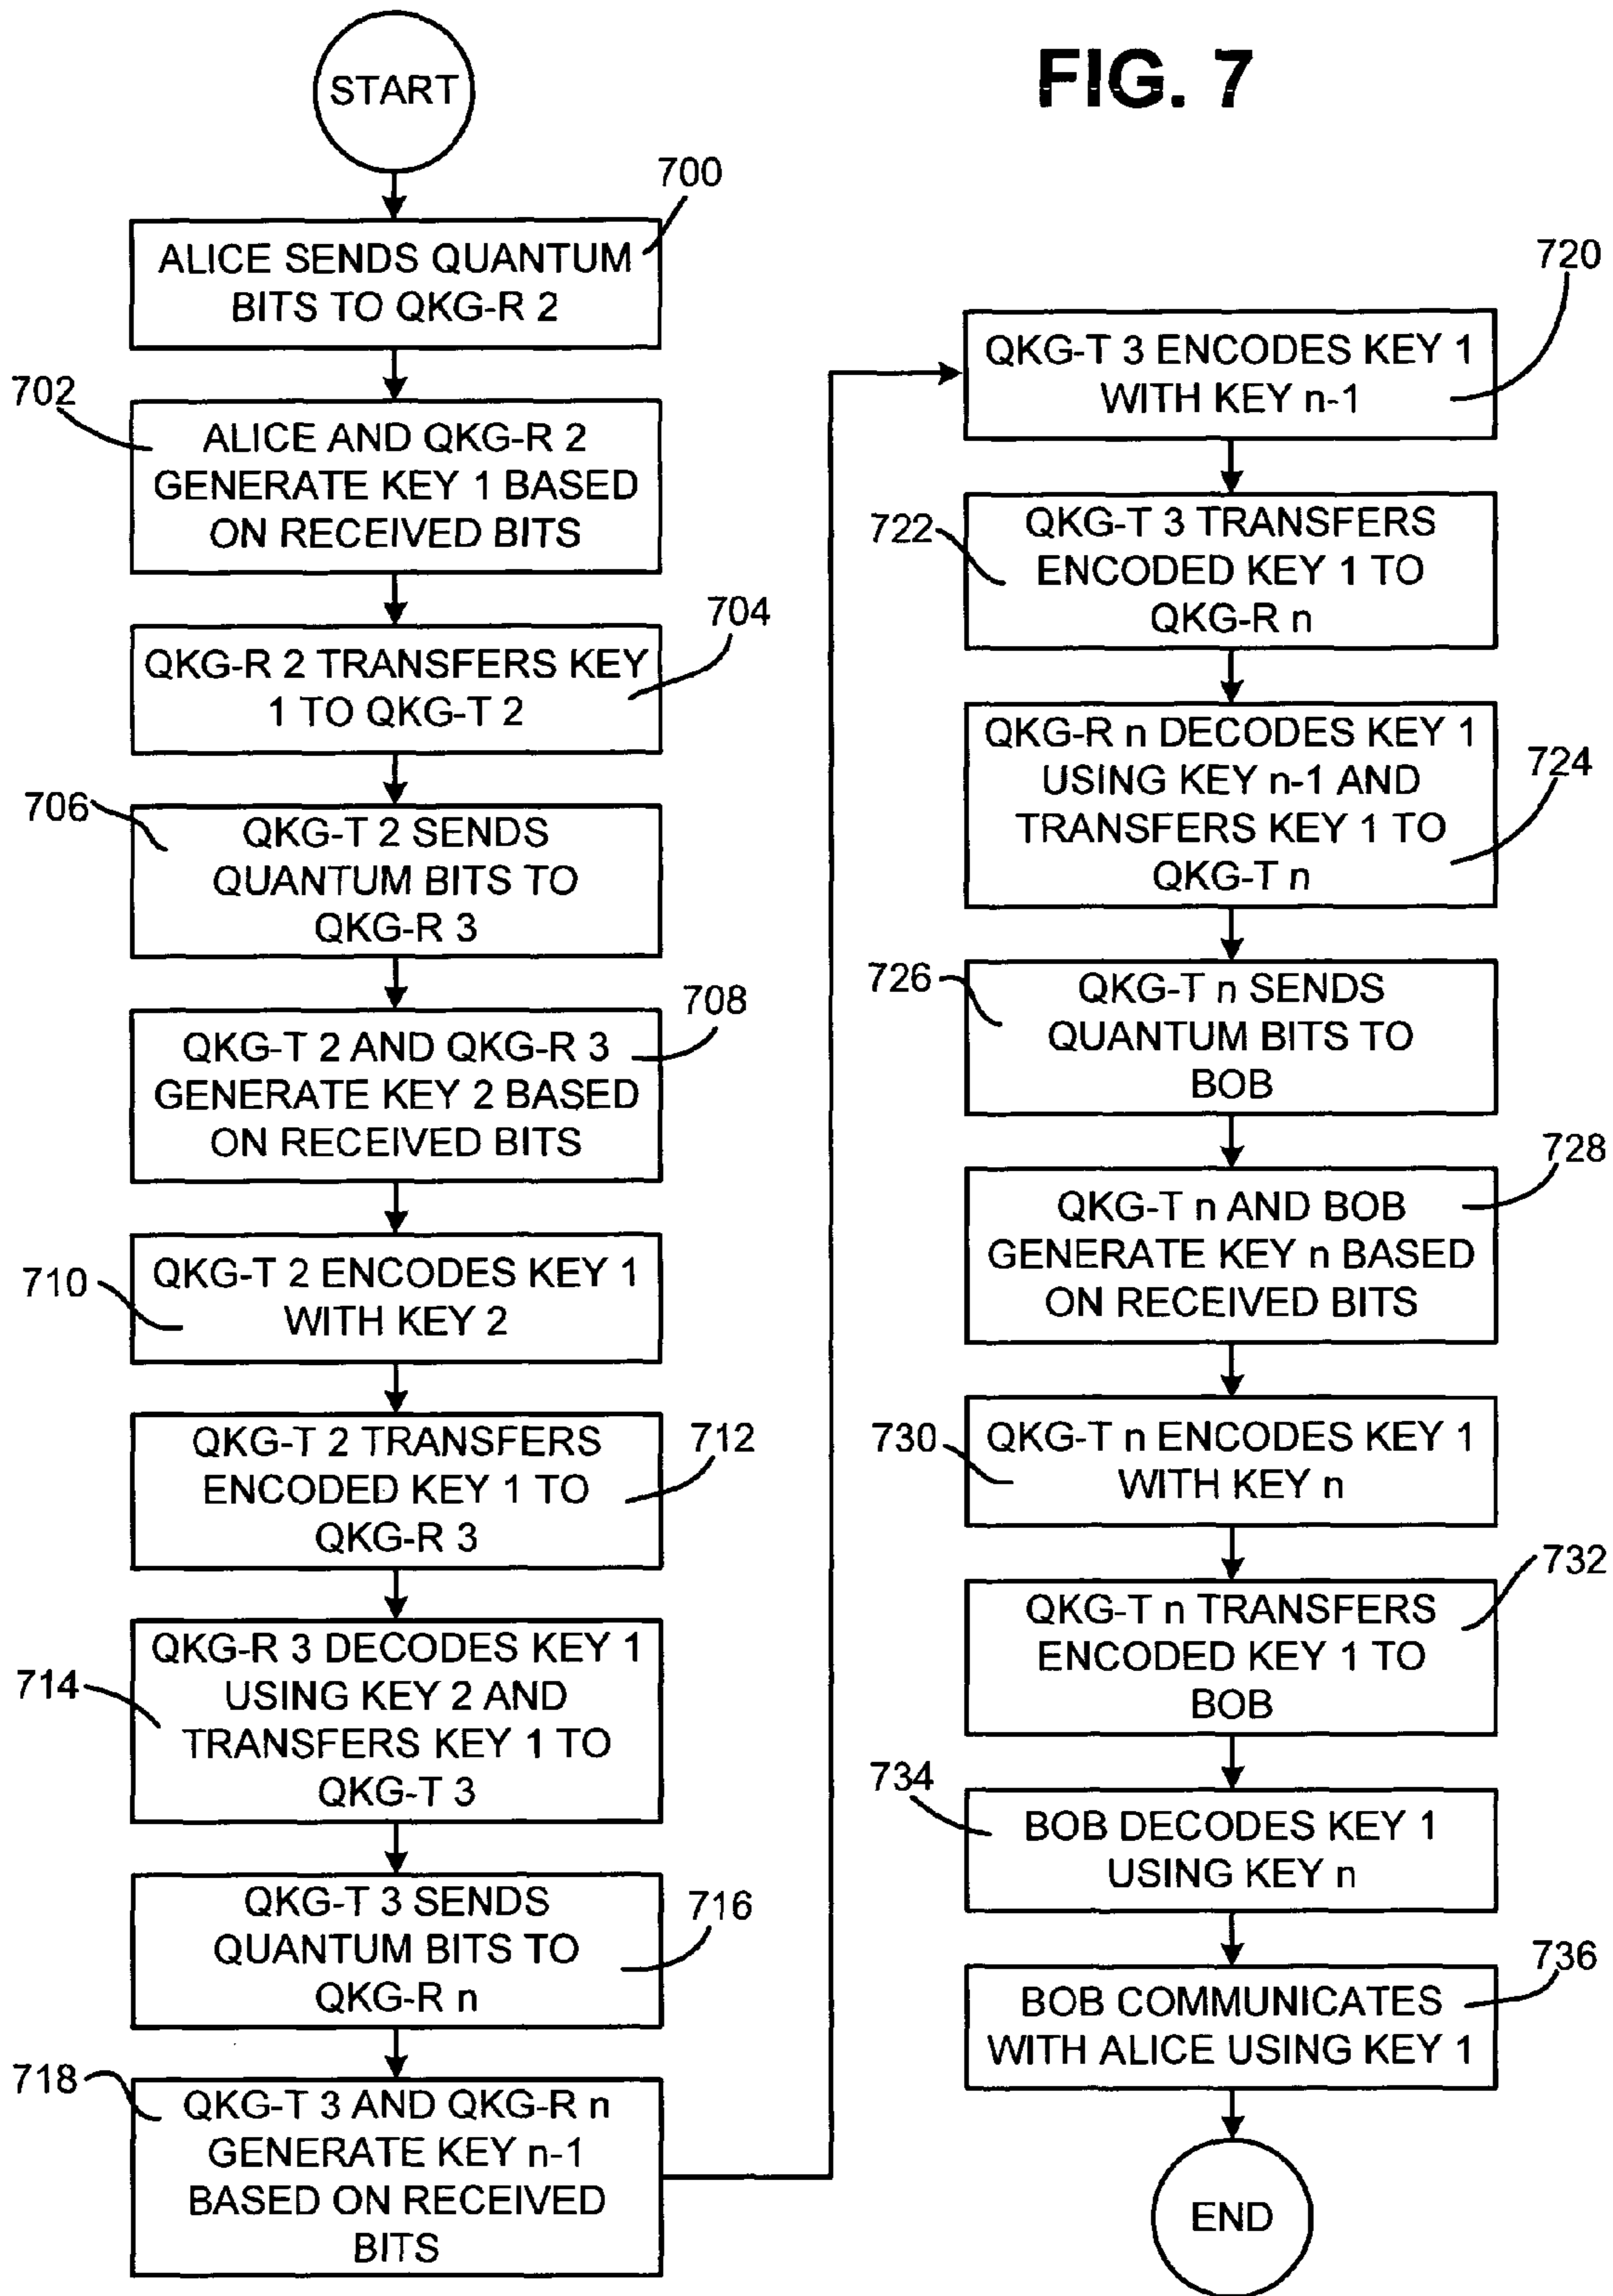 FIG. 7
START
700
ALICE SENDS QUANTUM
BITS TO QKG-R 2
702
ALICE AND QKG-R 2
GENERATE KEY 1 BASED
ON RECEIVED BITS
704
QKG-R 2 TRANSFERS KEY
1 TO QKG-T 2
706
QKG-T 2 SENDS
QUANTUM BITS TO
QKG-R 3
708
QKG-T 2 AND QKG-R 3
GENERATE KEY 2 BASED
ON RECEIVED BITS
710
QKG-T 2 ENCODES KEY 1
WITH KEY 2
712
QKG-T 2 TRANSFERS
ENCODED KEY 1 TO
QKG-R 3
714
QKG-R 3 DECODES KEY 1
USING KEY 2 AND
TRANSFERS KEY 1 TO
QKG-T 3
716
QKG-T 3 SENDS
QUANTUM BITS TO
QKG-R n
718
QKG-T 3 AND QKG-R n
GENERATE KEY n-1
BASED ON RECEIVED
BITS
720
QKG-T 3 ENCODES KEY 1
WITH KEY n-1
722
QKG-T 3 TRANSFERS
ENCODED KEY 1 TO
QKG-R n
724
QKG-R n DECODES KEY 1
USING KEY n-1 AND
TRANSFERS KEY 1 TO
QKG-T n
726
QKG-T n SENDS
QUANTUM BITS TO
BOB
728
QKG-T n AND BOB
GENERATE KEY n BASED
ON RECEIVED BITS
730
QKG-T n ENCODES KEY 1
WITH KEY n
732
QKG-T n TRANSFERS
ENCODED KEY 1 TO
BOB
734
BOB DECODES KEY 1
USING KEY n
736
BOB COMMUNICATES
WITH ALICE USING KEY 1
END